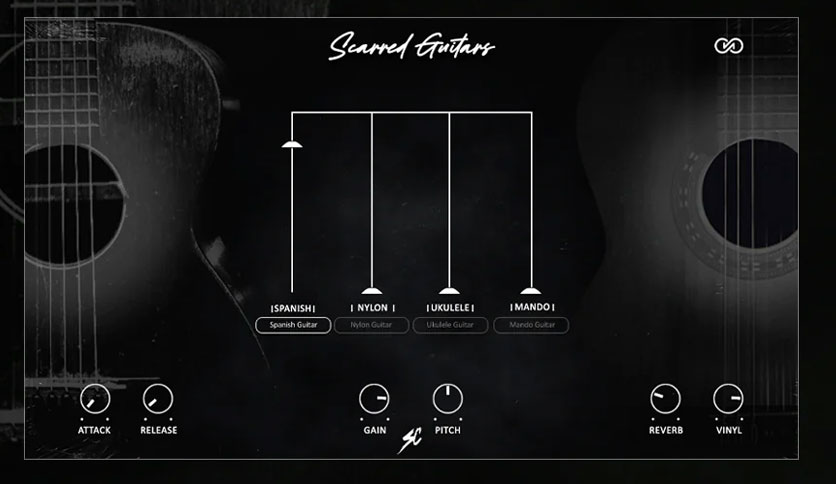 Scarred Guitars
|SPANISH| | NYLON | |UKULELE| |MANDO|
Spanish Guitar Nylon Guitar Ukulele Guitar Mando Guitar
ATTACK RELEASE GAIN PITCH REVERB VINYL
SC